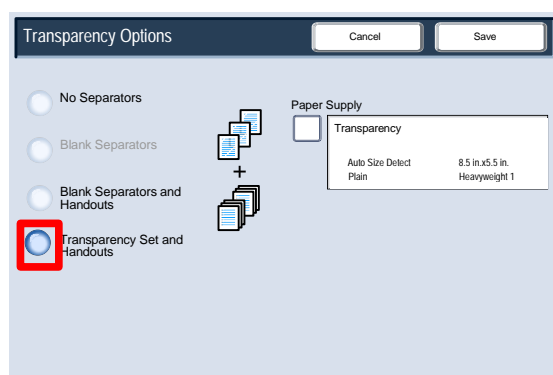 Transparency Options
Cancel
Save
No Separators
Blank Separators
Blank Separators and
Handouts
Transparency Set and
Handouts
+
Paper Supply
Transparency
Auto Size Detect 8.5 in.x5.5 in.
Plain Heavyweight 1